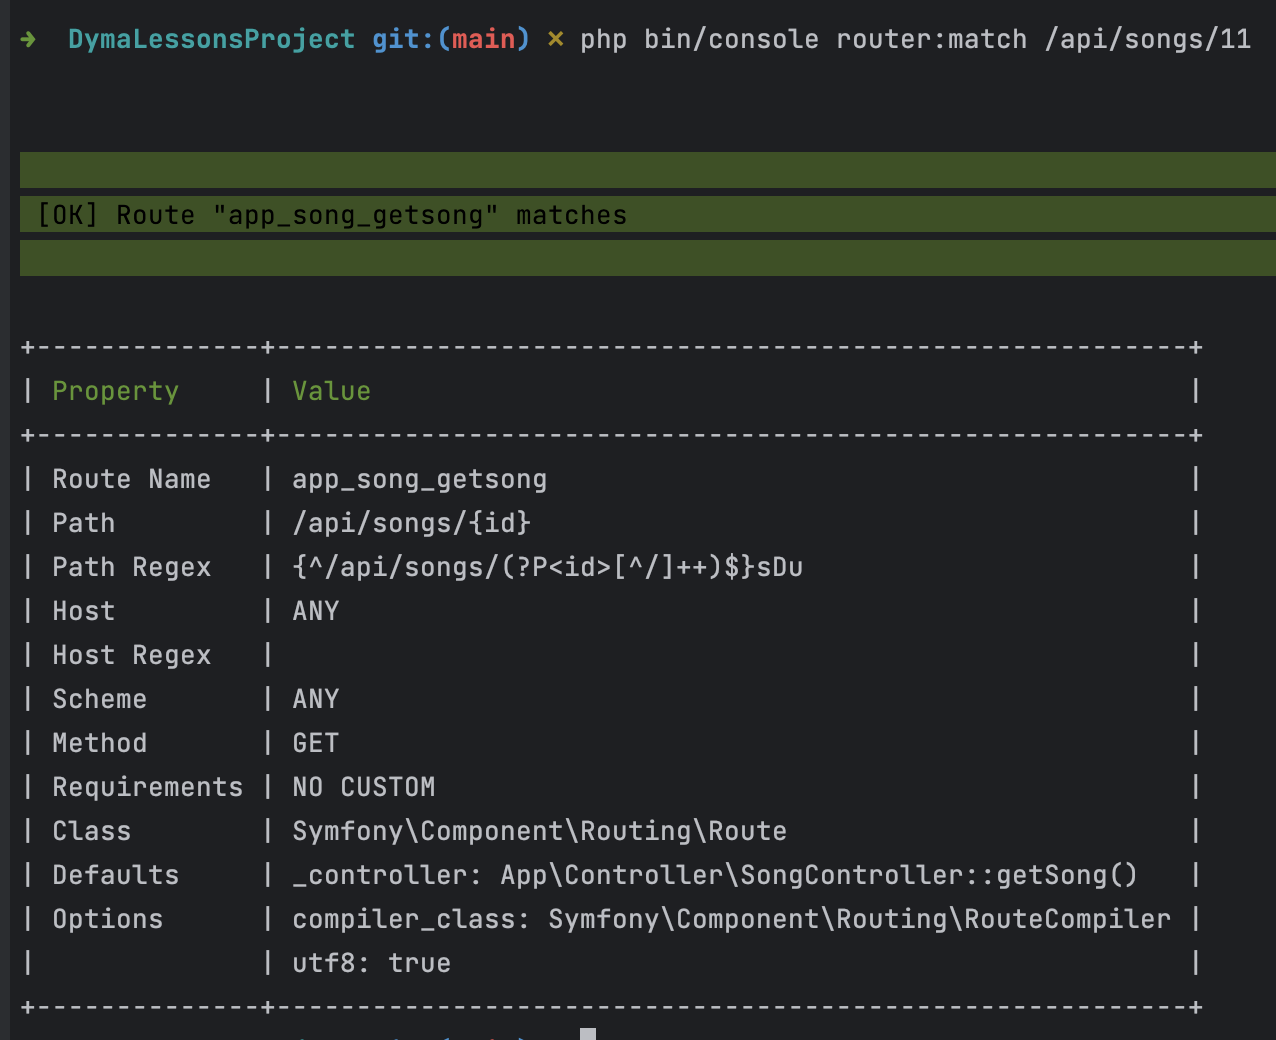 ➜ DymaLessonsProject git:(main) ✗ php bin/console router:match /api/songs/11
[OK] Route "app_song_getsong" matches
+--------------+---------------------------------------------------------+
| Property     | Value                                                   |
+--------------+---------------------------------------------------------+
| Route Name   | app_song_getsong                                        |
| Path         | /api/songs/{id}                                         |
| Path Regex   | {^/api/songs/(?P<id>[^/]++)$}sDu                        |
| Host         | ANY                                                     |
| Host Regex   |                                                         |
| Scheme       | ANY                                                     |
| Method       | GET                                                     |
| Requirements | NO CUSTOM                                               |
| Class        | Symfony\Component\Routing\Route                         |
| Defaults     | _controller: App\Controller\SongController::getSong()   |
| Options      | compiler_class: Symfony\Component\Routing\RouteCompiler |
|              | utf8: true                                              |
+--------------+---------------------------------------------------------+